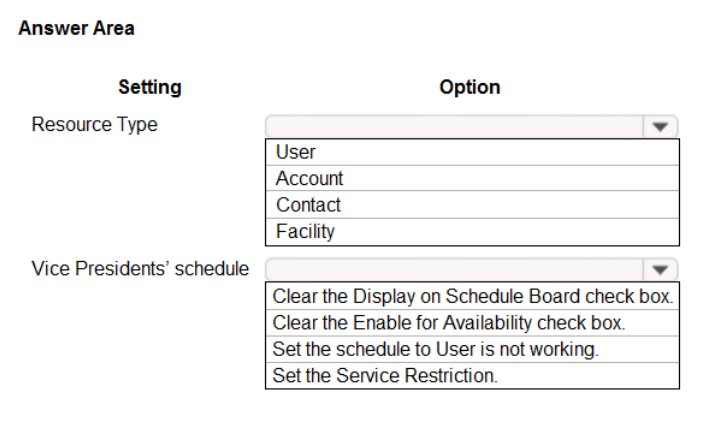 Answer Area
Setting Option
Resource Type
User
Account
Contact
Facility
Vice Presidents’ schedule
Clear the Display on Schedule Board check box.
Clear the Enable for Availability check box.
Set the schedule to User is not working.
Set the Service Restriction.